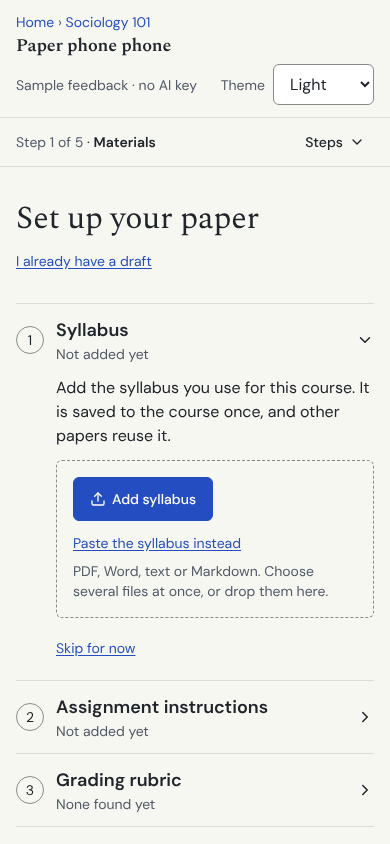 Home › Sociology 101
Paper phone phone
Sample feedback · no AI key
Theme
Light
Step 1 of 5 · Materials
Steps
Set up your paper
I already have a draft
1
Syllabus
Not added yet
Add the syllabus you use for this course. It
is saved to the course once, and other
papers reuse it.
Add syllabus
Paste the syllabus instead
PDF, Word, text or Markdown. Choose
several files at once, or drop them here.
Skip for now
2
Assignment instructions
Not added yet
3
Grading rubric
None found yet